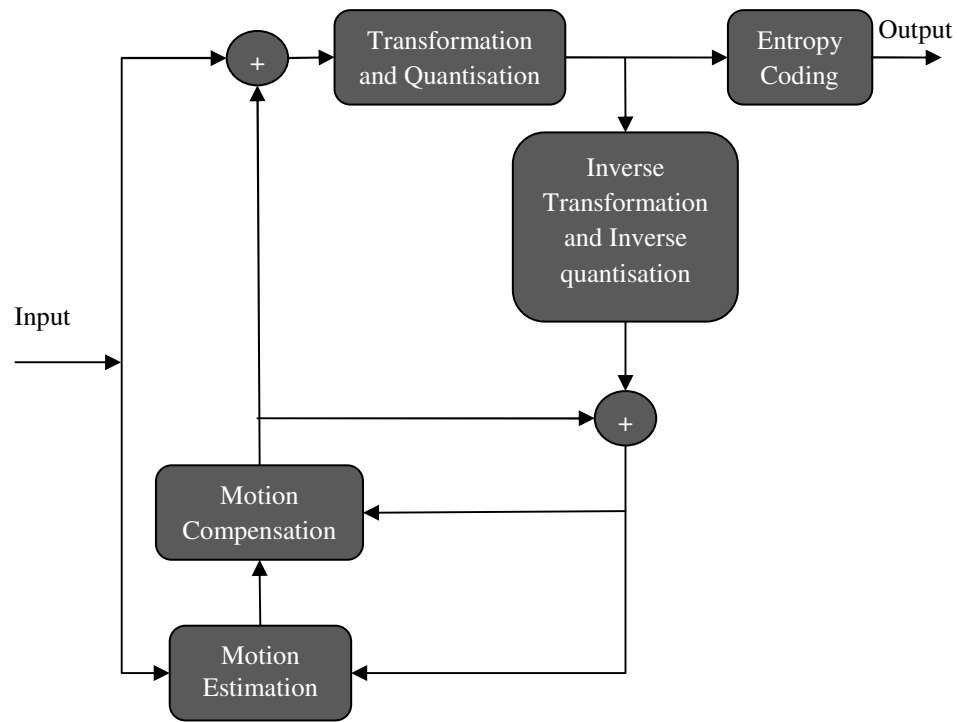 Transformation
and Quantisation
Entropy
Coding
Output
+
Inverse
Transformation
and Inverse
quantisation
Input
+
Motion
Compensation
Motion
Estimation